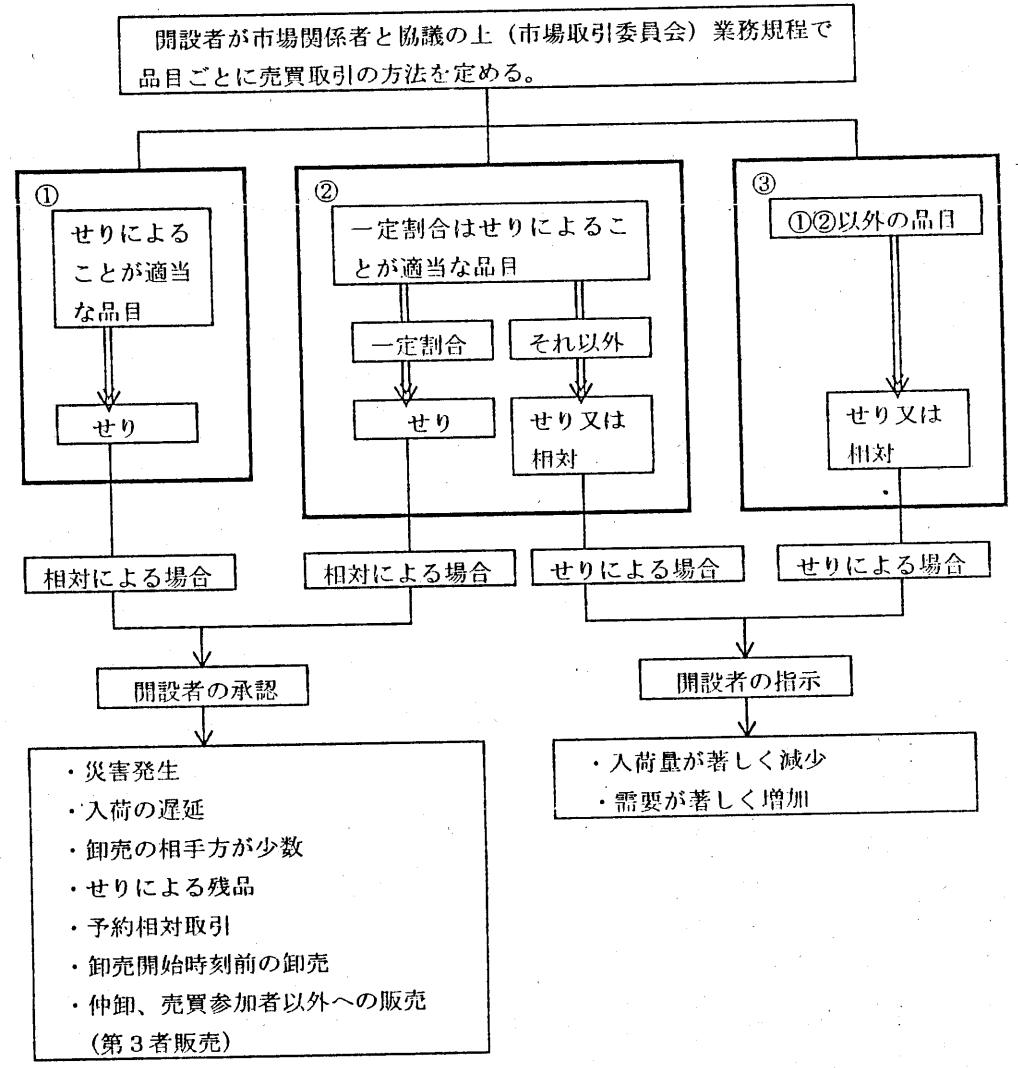 開設者が市場関係者と協議の上（市場取引委員会）業務規程で
品目ごとに売買取引の方法を定める。
①
せりによる
ことが適当
な品目
せり
②
一定割合はせりによるこ
とが適当な品目
一定割合
それ以外
せり
せり又は
相対
③
①②以外の品目
せり又は
相対
相対による場合
相対による場合
せりによる場合
せりによる場合
開設者の承認
開設者の指示
・災害発生
・入荷の遅延
・卸売の相手方が少数
・せりによる残品
・予約相対取引
・卸売開始時刻前の卸売
・仲卸、売買参加者以外への販売
（第３者販売）
・入荷量が著しく減少
・需要が著しく増加